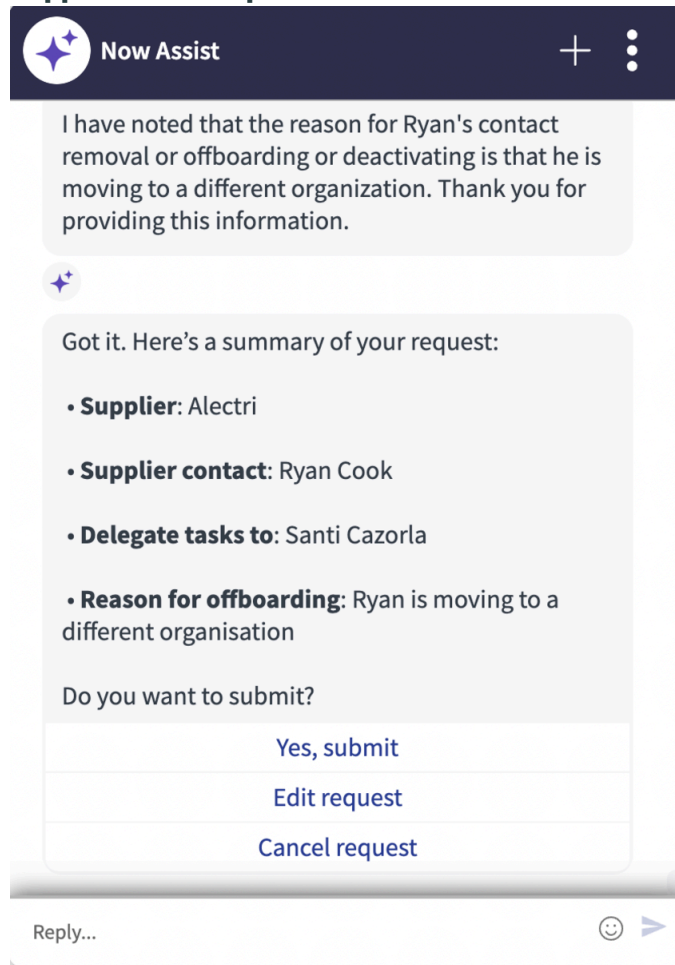 Now Assist
I have noted that the reason for Ryan's contact
removal or offboarding or deactivating is that he is
moving to a different organization. Thank you for
providing this information.
Got it. Here’s a summary of your request:
• Supplier: Alectri
• Supplier contact: Ryan Cook
• Delegate tasks to: Santi Cazorla
• Reason for offboarding: Ryan is moving to a
different organisation
Do you want to submit?
Yes, submit
Edit request
Cancel request
Reply...